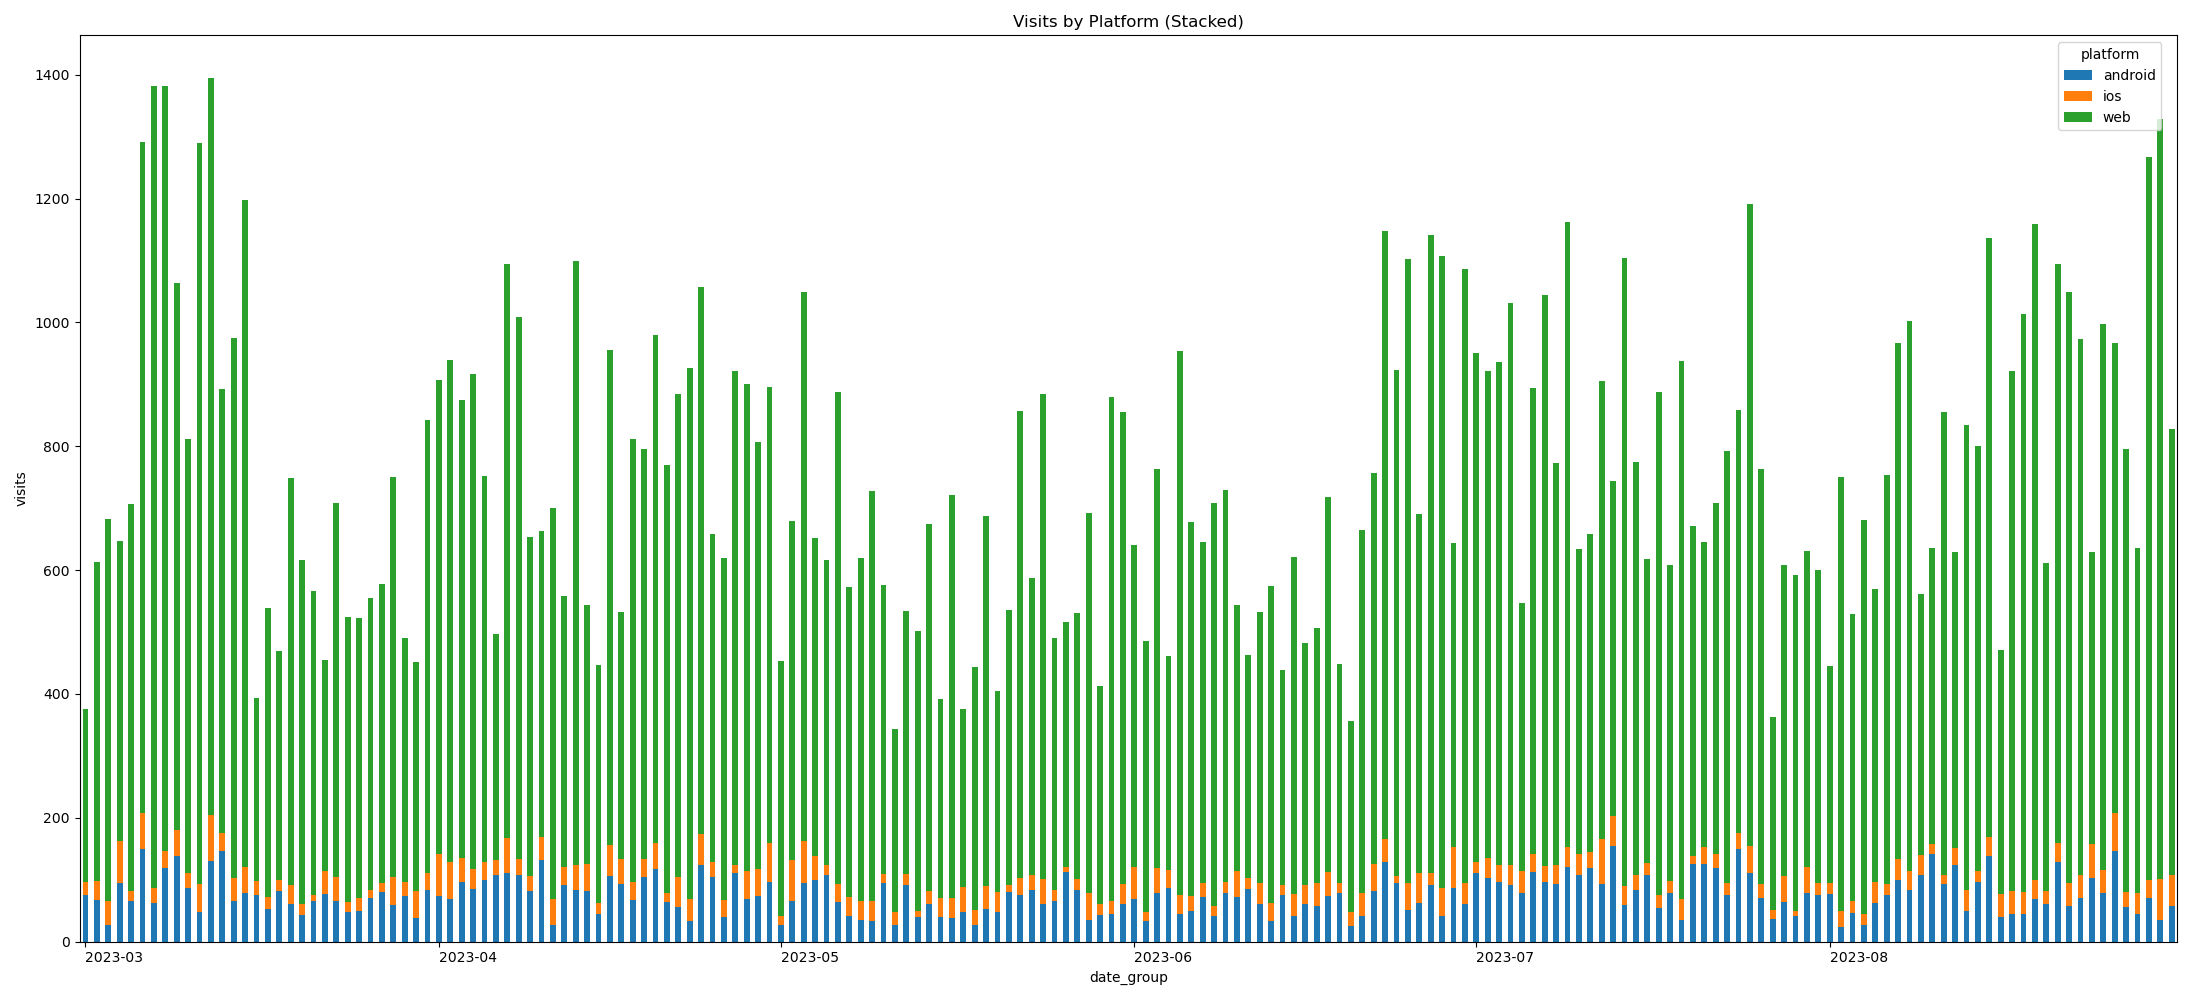 Visits by Platform (Stacked)
platform
android
ios
web
visits
1400
1200
1000
800
600
400
200
0
2023-03 2023-04 2023-05 2023-06 2023-07 2023-08
date_group